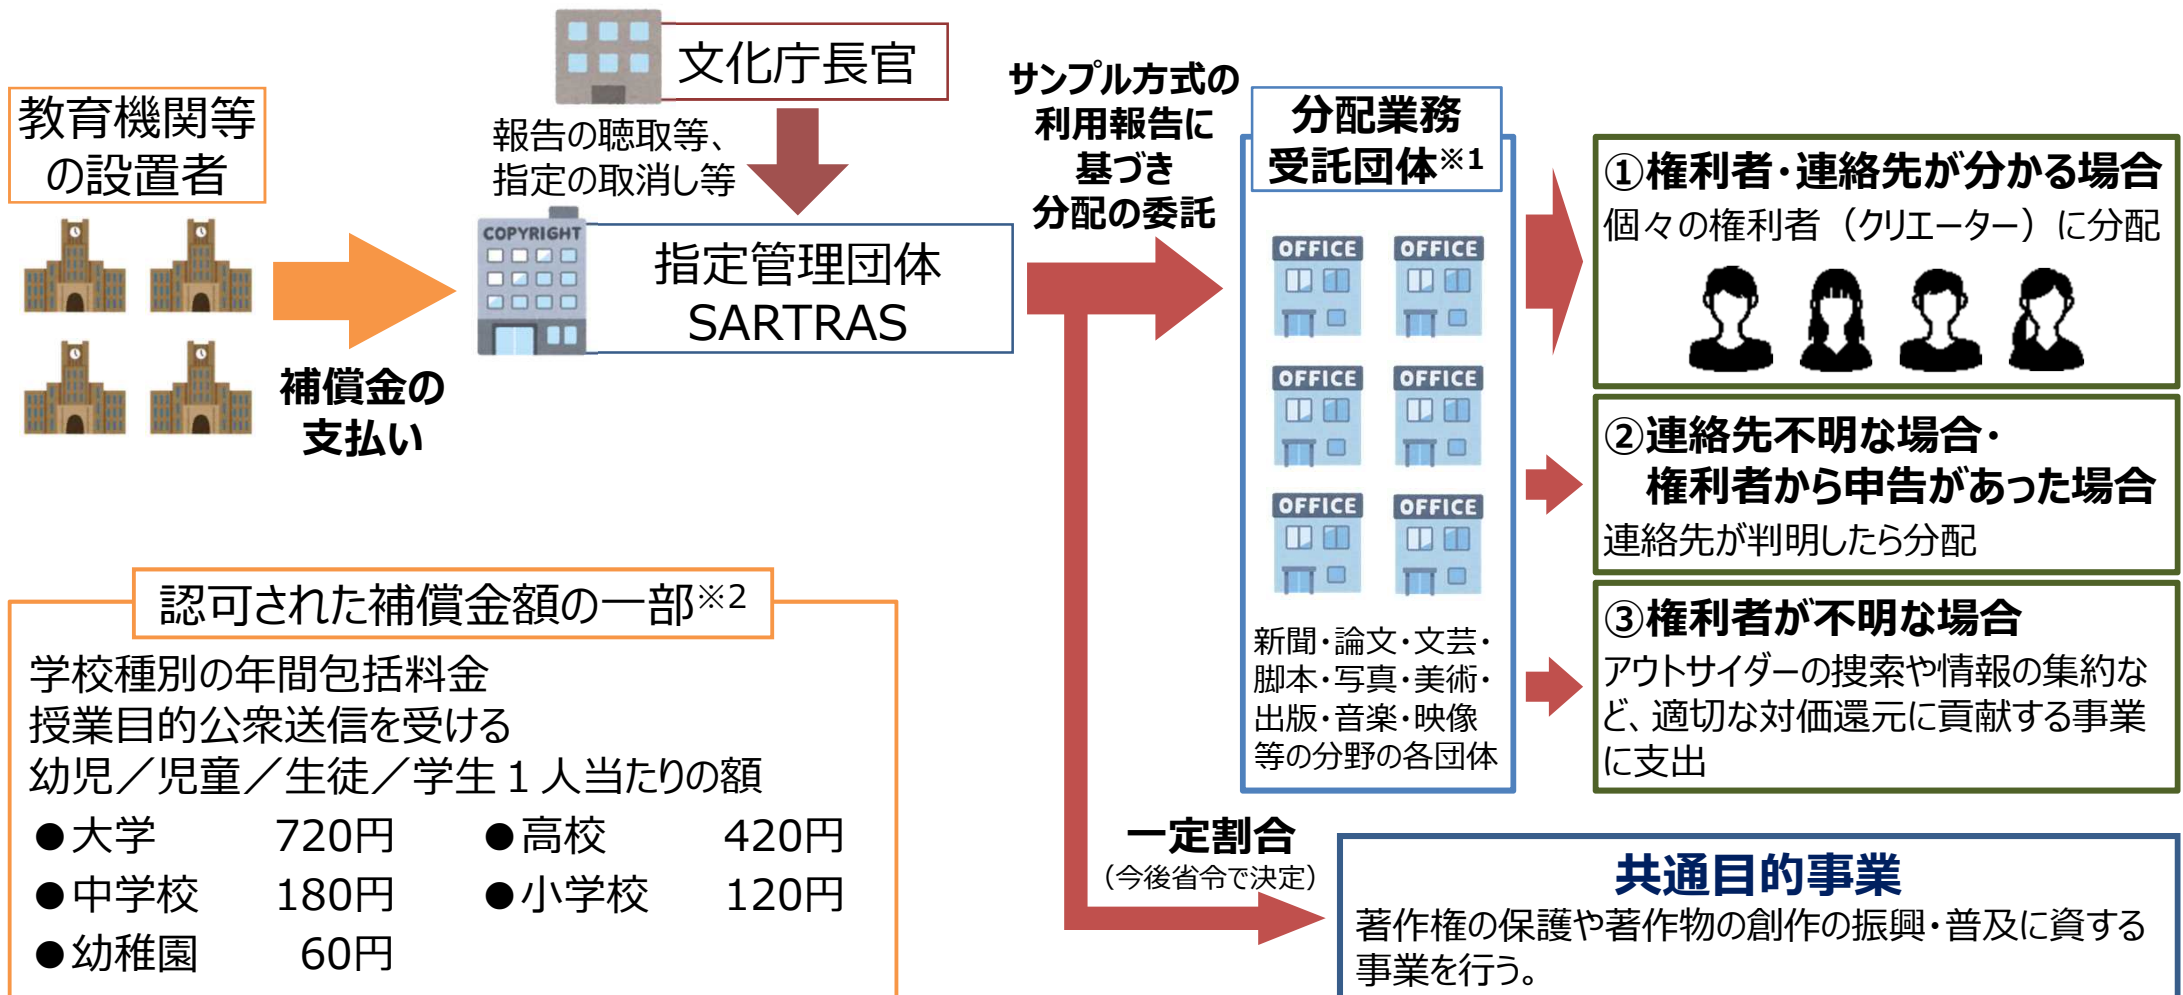 文化庁長官
教育機関等
の設置者
報告の聴取等、
指定の取消し等
COPYRIGHT
指定管理団体
SARTRAS
補償金の
支払い
サンプル方式の
利用報告に
基づき
分配の委託
分配業務
受託団体※1
OFFICE
OFFICE
OFFICE
OFFICE
OFFICE
OFFICE
新聞・論文・文芸・
脚本・写真・美術・
出版・音楽・映像
等の分野の各団体
①権利者・連絡先が分かる場合
個々の権利者（クリエーター）に分配
②連絡先不明な場合・
権利者から申告があった場合
連絡先が判明したら分配
③権利者が不明な場合
アウトサイダーの捜索や情報の集約な
ど、適切な対価還元に貢献する事業
に支出
認可された補償金額の一部※2
学校種別の年間包括料金
授業目的公衆送信を受ける
幼児／児童／生徒／学生１人当たりの額
●大学 720円 ●高校 420円
●中学校 180円 ●小学校 120円
●幼稚園 60円
一定割合
（今後省令で決定）
共通目的事業
著作権の保護や著作物の創作の振興・普及に資する
事業を行う。